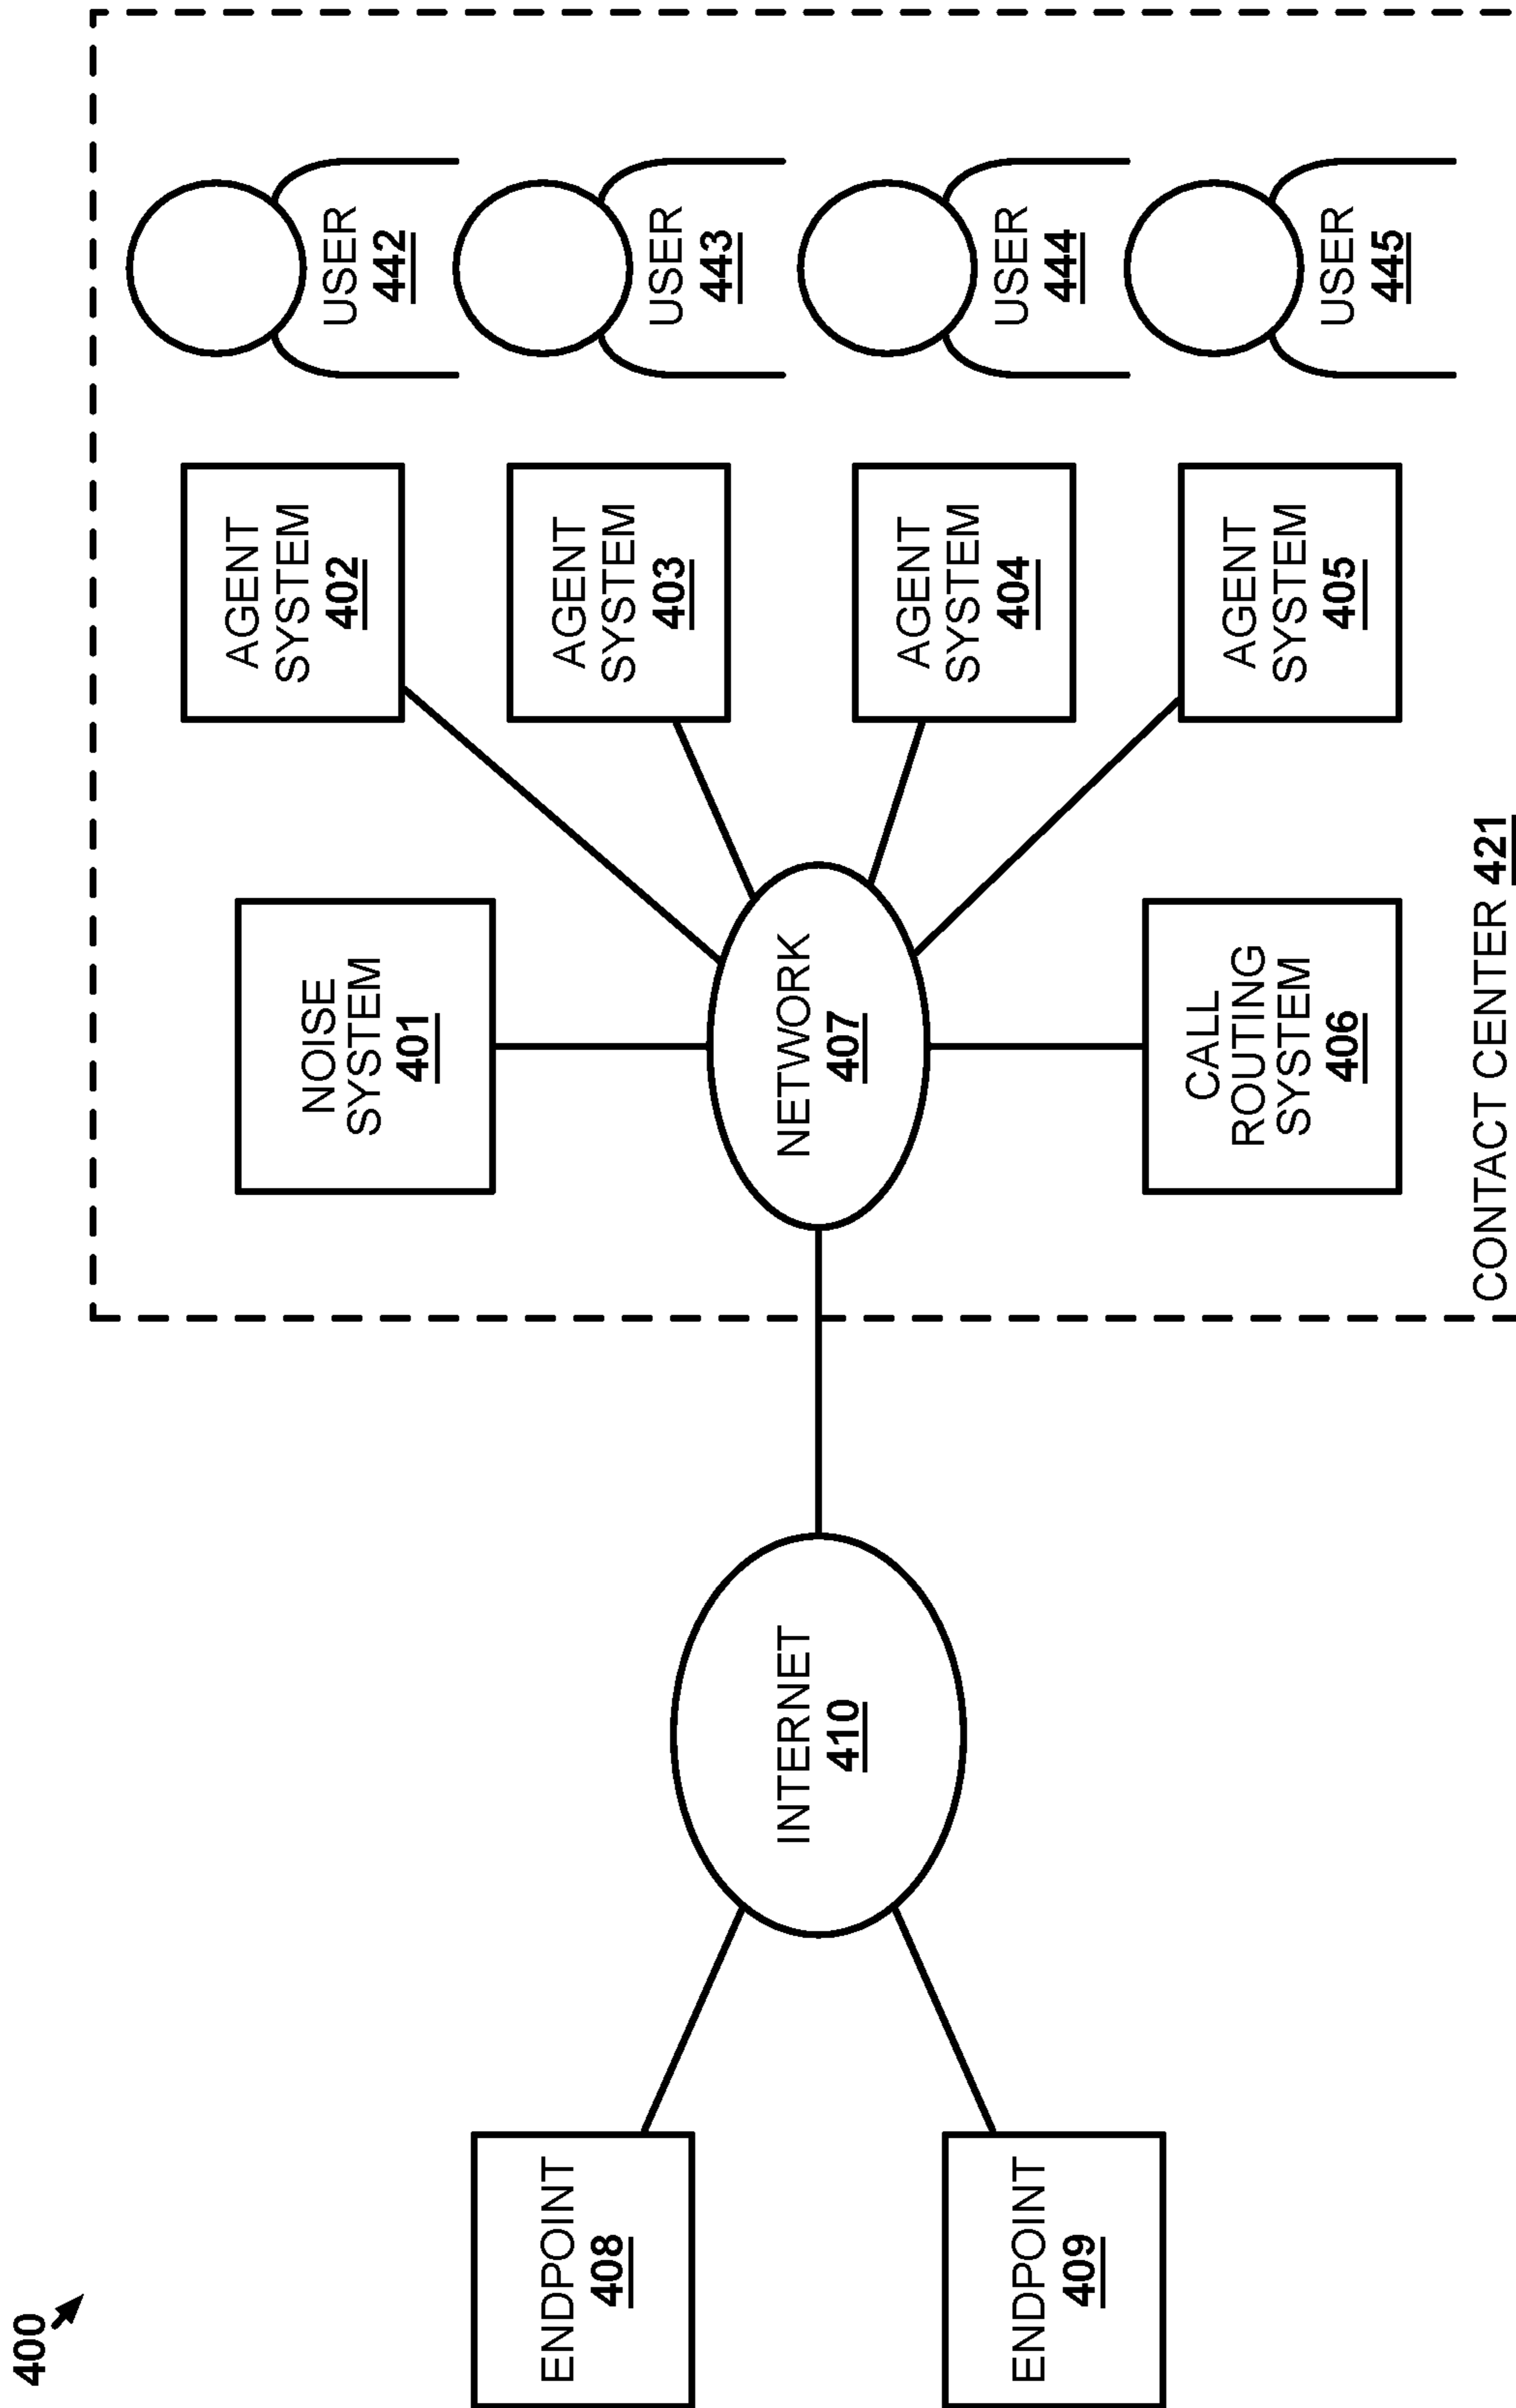 400
ENDPOINT
408
ENDPOINT
409
INTERNET
410
NOISE
SYSTEM
401
NETWORK
407
CALL
ROUTING
SYSTEM
406
AGENT
SYSTEM
402
AGENT
SYSTEM
403
AGENT
SYSTEM
404
AGENT
SYSTEM
405
USER
442
USER
443
USER
444
USER
445
CONTACT CENTER 421